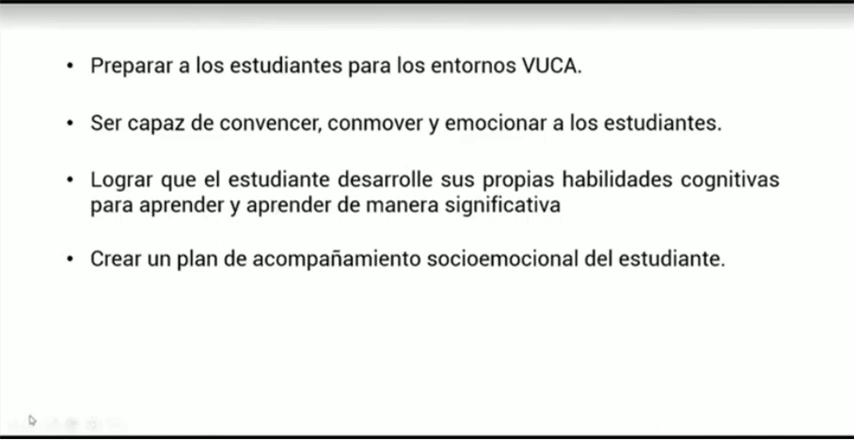 • Preparar a los estudiantes para los entornos VUCA.
• Ser capaz de convencer, conmover y emocionar a los estudiantes.
• Lograr que el estudiante desarrolle sus propias habilidades cognitivas
para aprender y aprender de manera significativa
• Crear un plan de acompañamiento socioemocional del estudiante.